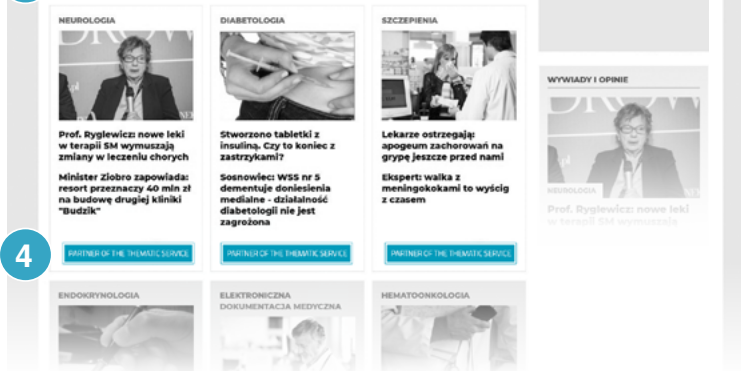 NEUROLOGIA
Prof. Ryglewicz: nowe leki
w terapii SM wymuszają
zmiany w leczeniu chorych
Minister Ziobro zapowiada:
resort przeznaczy 40 mln zł
na budowę drugiej kliniki
"Budzik"
PARTNER OF THE THEMATIC SERVICE
DIABETOLOGIA
Stworzono tabletki z
insuliną. Czy to koniec z
zastrzykami?
Sosnowiec: WSS nr 5
dementuje doniesienia
medialne - działalność
diabetologii nie jest
zagrożona
PARTNER OF THE THEMATIC SERVICE
SZCZEPIENIA
Lekarze ostrzegają:
apogeum zachorowań na
grypę jeszcze przed nami
Ekspert: walka z
meningokokami to wyścig
z czasem
PARTNER OF THE THEMATIC SERVICE
WYWIADY I OPINIE
NEUROLOGIA
Prof. Ryglewicz: nowe leki
w terapii SM wymuszają
4
ENDOKRYNOLOGIA
ELEKTRONICZNA
DOKUMENTACJA MEDYCZNA
HEMATOONKOLOGIA